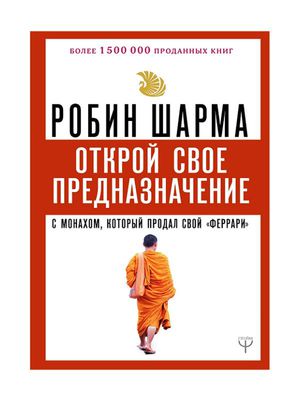 БОЛЕЕ 1 500 000 ПРОДАННЫХ КНИГ
РОБИН ШАРМА
ОТКРОЙ СВОЕ
ПРЕДНАЗНАЧЕНИЕ
С МОНАХОМ, КОТОРЫЙ ПРОДАЛ СВОЙ «ФЕРРАРИ»